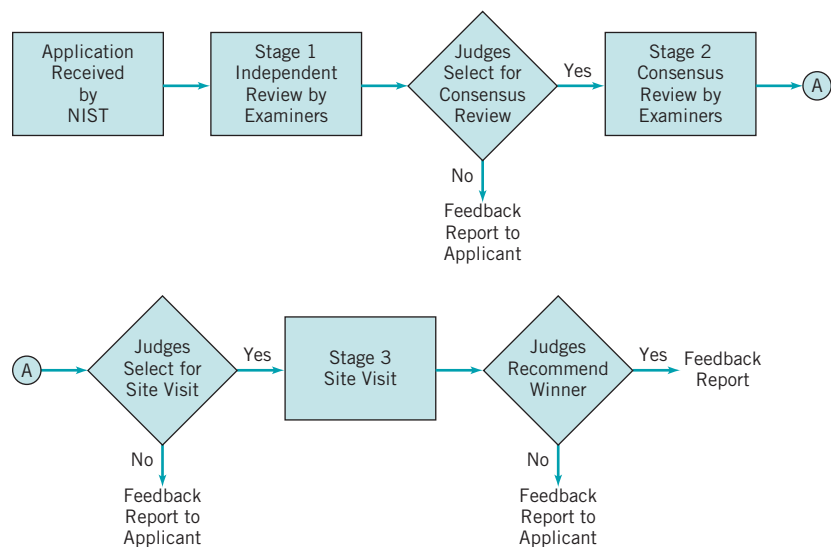 Application
Received
by
NIST
Stage 1
Independent
Review by
Examiners
Judges
Select for
Consensus
Review
Yes
Stage 2
Consensus
Review by
Examiners
A
No
Feedback
Report to
Applicant
A
Judges
Select for
Site Visit
Yes
Stage 3
Site Visit
Judges
Recommend
Winner
Yes
Feedback
Report
No
Feedback
Report to
Applicant
No
Feedback
Report to
Applicant